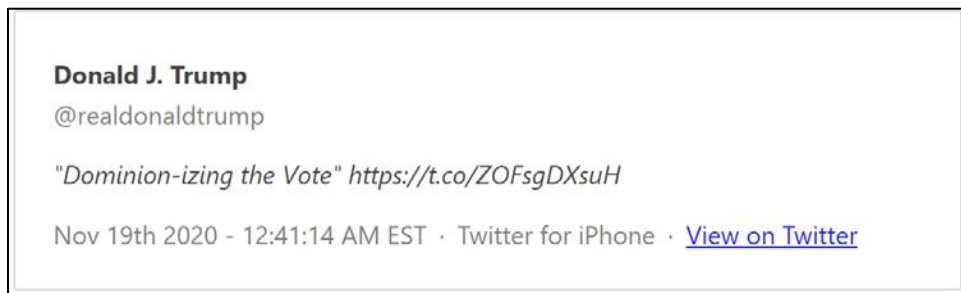 Donald J. Trump
@realdonaldtrump
"Dominion-izing the Vote" https://t.co/ZOFsgDXsuH
Nov 19th 2020 - 12:41:14 AM EST · Twitter for iPhone · View on Twitter